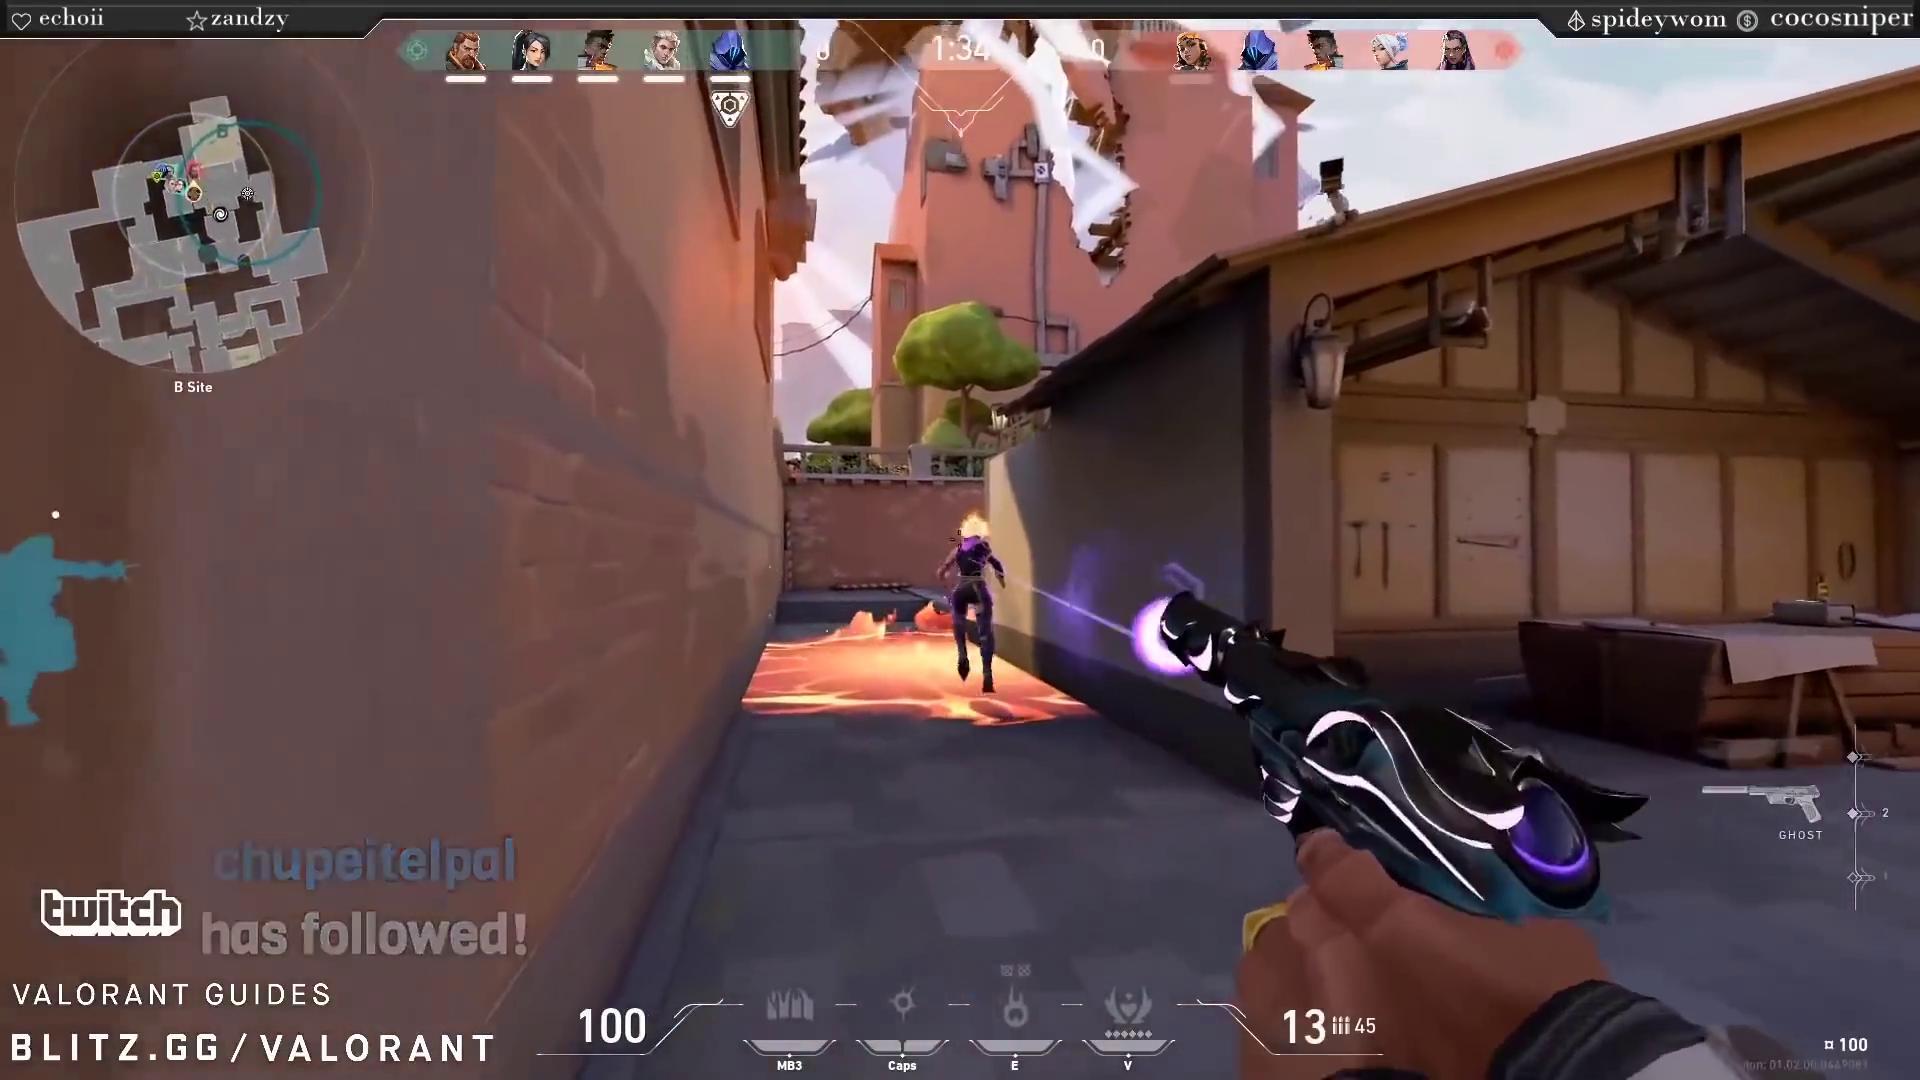 echoii
zandzy
spideywom
cocosniper
1:34
0
B Site
chupeitelpal
twitch
has followed!
VALORANT GUIDES
BLITZ.GG/VALORANT
100
MB3
Caps
E
V
13
45
GHOST
2
1
100